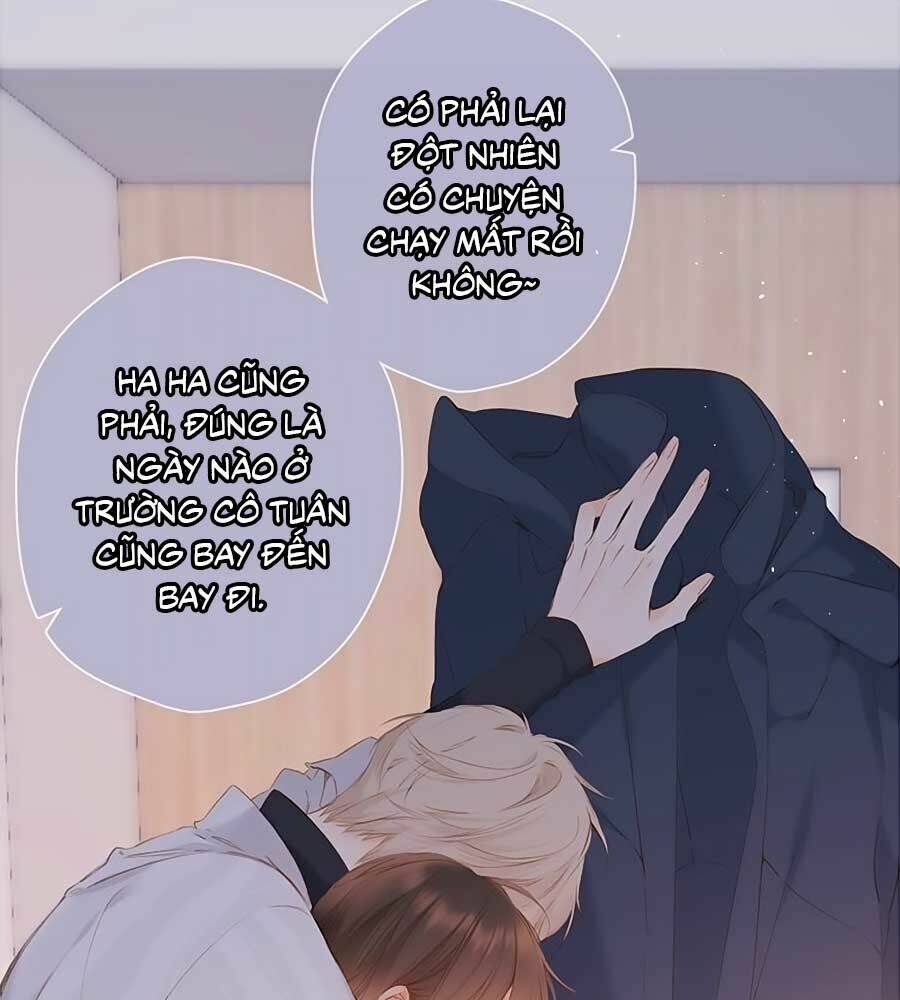 CÓ PHẢI LẠI
ĐỘT NHIÊN
CÓ CHUYỆN
CHẠY MẤT RỒI
KHÔNG~
HA HA CŨNG
PHẢI, ĐÚNG LÀ
NGÀY NÀO Ở
TRƯỜNG CÔ TUÂN
CŨNG BAY ĐẾN
BAY ĐI.